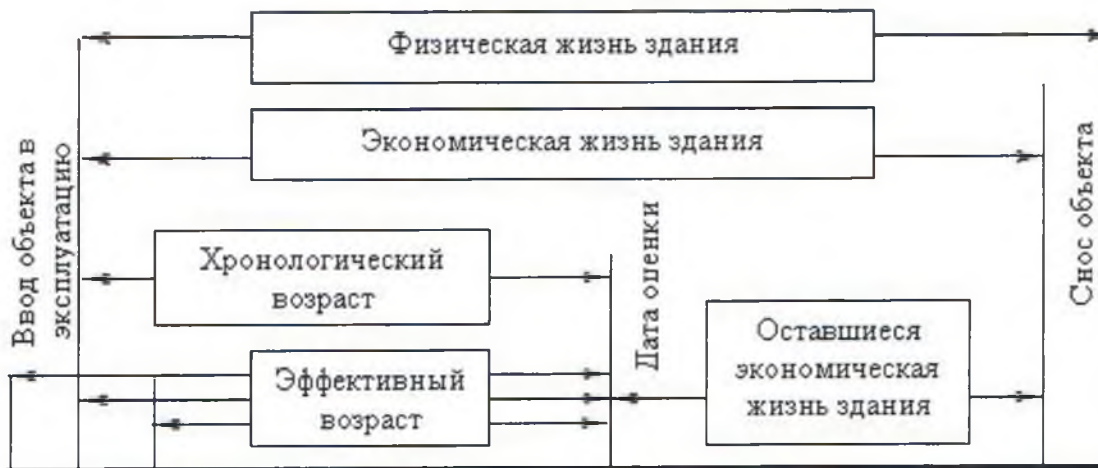 Физическая жизнь здания
Экономическая жизнь здания
Ввод объекта в
эксплуатацию
Хронологический
возраст
Эффективный
возраст
Дата оценки
Оставшиеся
экономическая
жизнь здания
Снос объекта